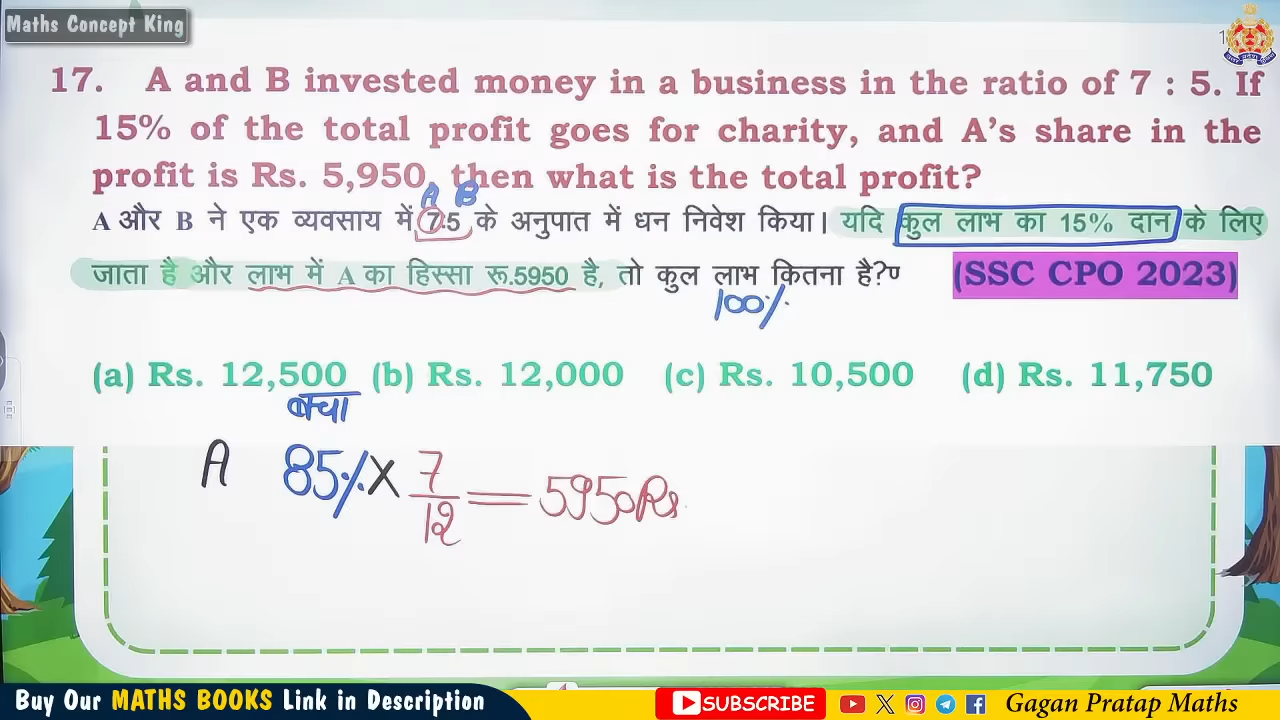 Maths Concept King
1
17. A and B invested money in a business in the ratio of 7 : 5. If
15% of the total profit goes for charity, and A's share in the
profit is Rs. 5,950, then what is the total profit?
A B
A और B ने एक व्यवसाय में 7:5 के अनुपात में धन निवेश किया। यदि कुल लाभ का 15% दान के लिए
जाता है और लाभ में A का हिस्सा रू.5950 है, तो कुल लाभ कितना है?ण (SSC CPO 2023)
100%
(a) Rs. 12,500 (b) Rs. 12,000 (c) Rs. 10,500 (d) Rs. 11,750
बचा
A 85% × 7/12 = 5950Rs.
Buy Our MATHS BOOKS Link in Description SUBSCRIBE Gagan Pratap Maths